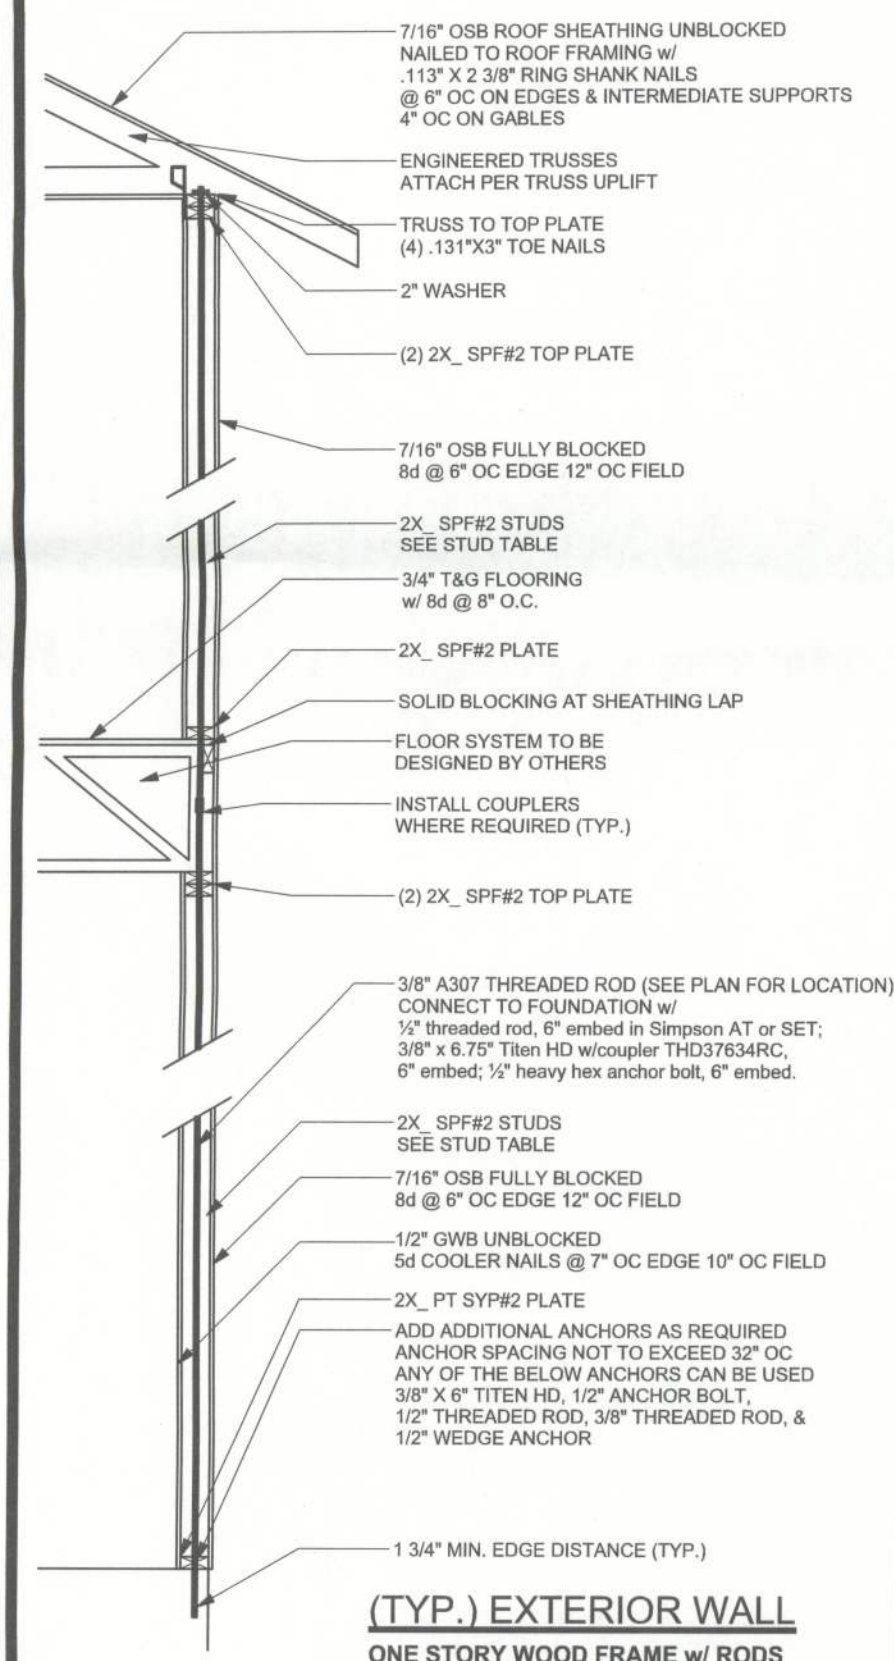 7/16" OSB ROOF SHEATHING UNBLOCKED
NAILED TO ROOF FRAMING w/
.113" X 2 3/8" RING SHANK NAILS
@ 6" OC ON EDGES & INTERMEDIATE SUPPORTS
4" OC ON GABLES
ENGINEERED TRUSSES
ATTACH PER TRUSS UPLIFT
TRUSS TO TOP PLATE
(4) .131"X3" TOE NAILS
2" WASHER
(2) 2X_ SPF#2 TOP PLATE
7/16" OSB FULLY BLOCKED
8d @ 6" OC EDGE 12" OC FIELD
2X_ SPF#2 STUDS
SEE STUD TABLE
3/4" T&G FLOORING
w/ 8d @ 8" O.C.
2X_ SPF#2 PLATE
SOLID BLOCKING AT SHEATHING LAP
FLOOR SYSTEM TO BE
DESIGNED BY OTHERS
INSTALL COUPLERS
WHERE REQUIRED (TYP.)
(2) 2X_ SPF#2 TOP PLATE
3/8" A307 THREADED ROD (SEE PLAN FOR LOCATION)
CONNECT TO FOUNDATION w/
½" threaded rod, 6" embed in Simpson AT or SET;
3/8" x 6.75" Titen HD w/coupler THD37634RC,
6" embed; ½" heavy hex anchor bolt, 6" embed.
2X_ SPF#2 STUDS
SEE STUD TABLE
7/16" OSB FULLY BLOCKED
8d @ 6" OC EDGE 12" OC FIELD
1/2" GWB UNBLOCKED
5d COOLER NAILS @ 7" OC EDGE 10" OC FIELD
2X_ PT SYP#2 PLATE
ADD ADDITIONAL ANCHORS AS REQUIRED
ANCHOR SPACING NOT TO EXCEED 32" OC
ANY OF THE BELOW ANCHORS CAN BE USED
3/8" X 6" TITEN HD, 1/2" ANCHOR BOLT,
1/2" THREADED ROD, 3/8" THREADED ROD, &
1/2" WEDGE ANCHOR
1 3/4" MIN. EDGE DISTANCE (TYP.)
(TYP.) EXTERIOR WALL
ONE STORY WOOD FRAME w/ RODS